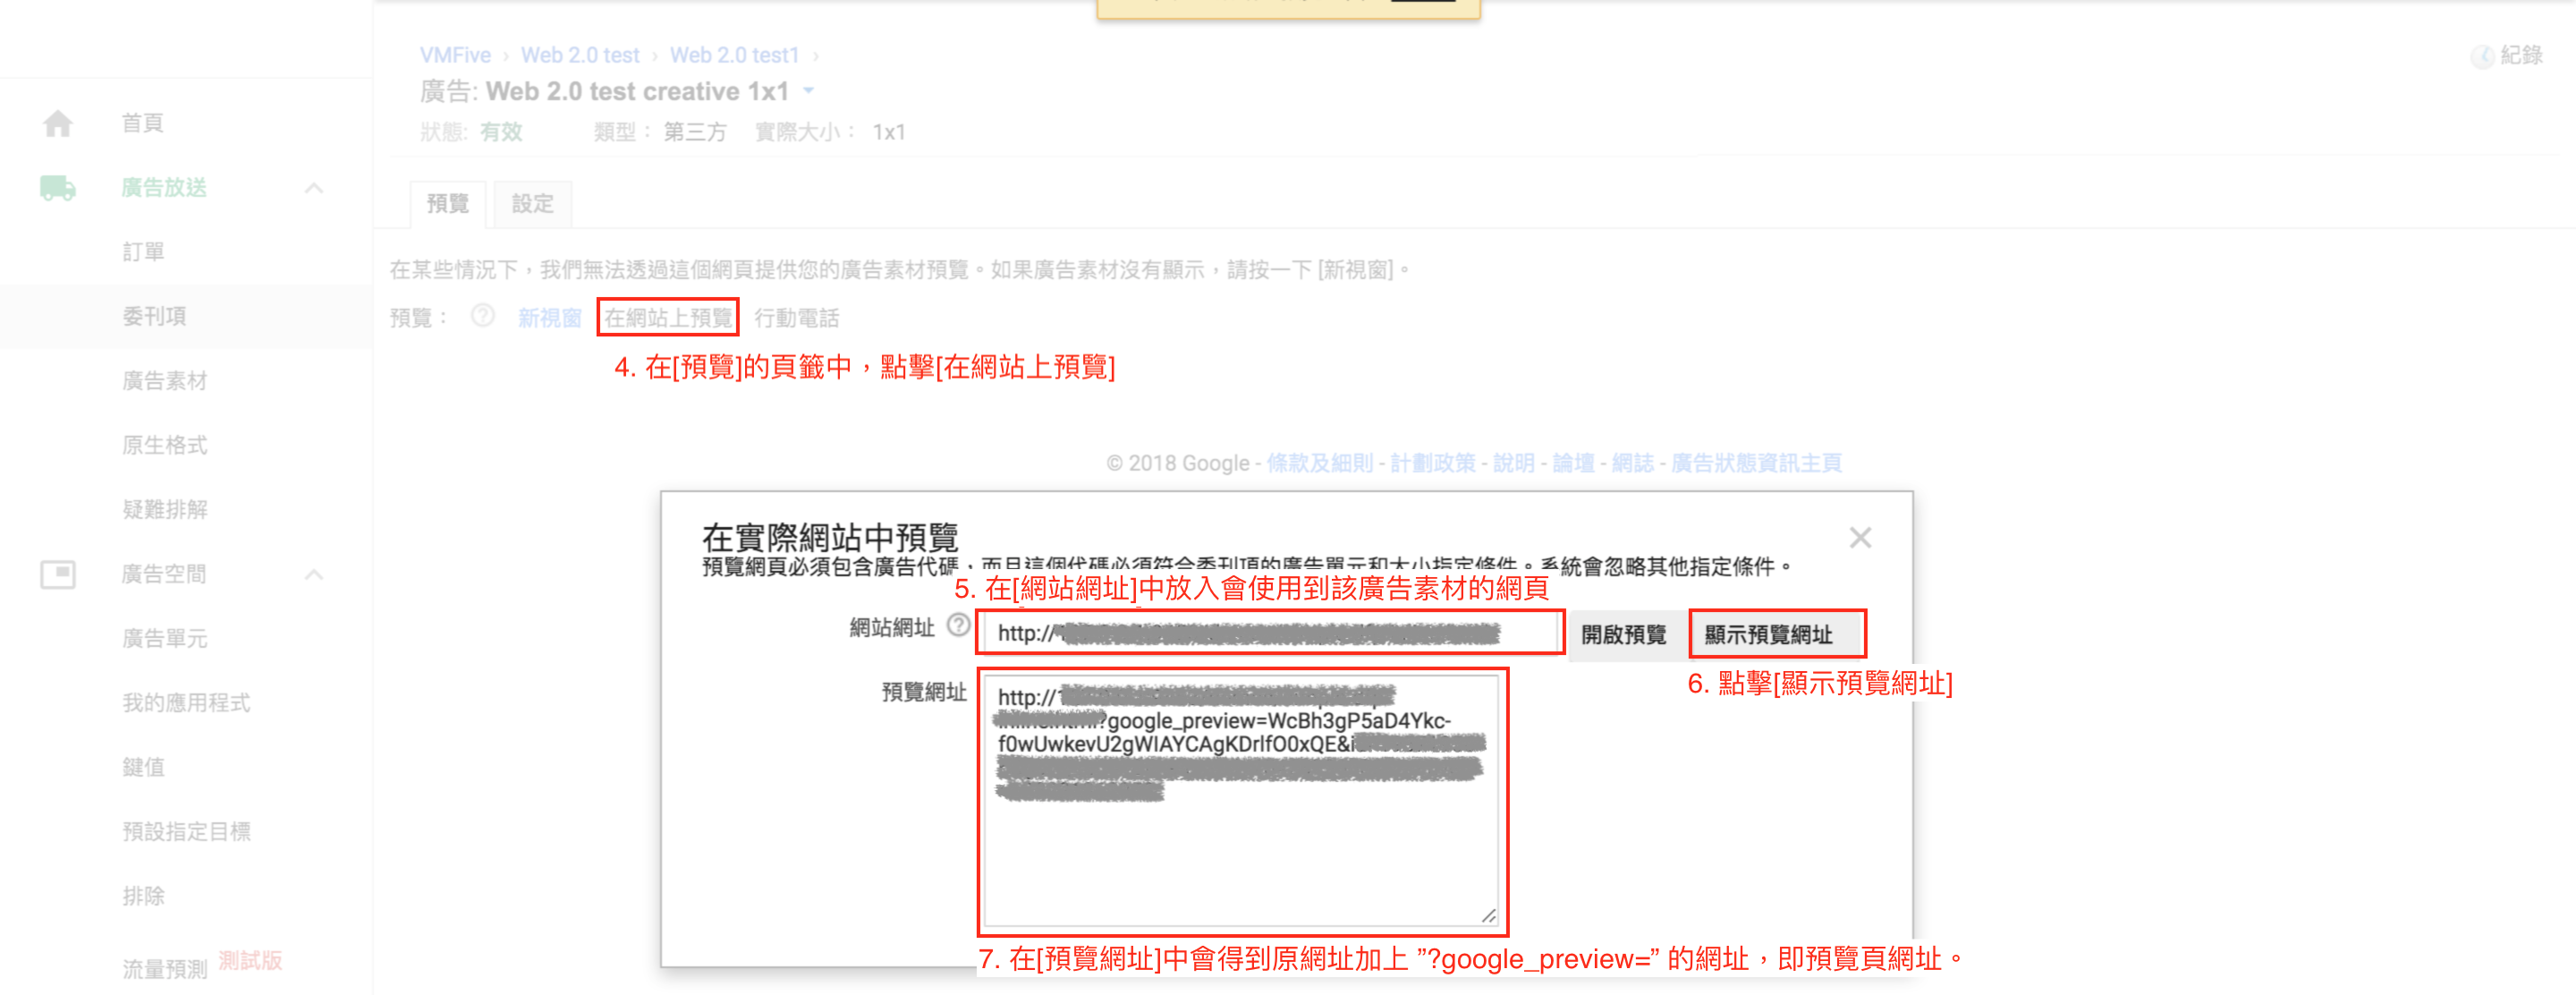 VMFive › Web 2.0 test › Web 2.0 test1 ›
紀錄
廣告: Web 2.0 test creative 1x1
狀態: 有效 類型： 第三方 實際大小： 1x1
首頁
廣告放送
訂單
委刊項
廣告素材
原生格式
疑難排解
廣告空間
廣告單元
我的應用程式
鍵值
預設指定目標
排除
流量預測 測試版
預覽 設定
在某些情況下，我們無法透過這個網頁提供您的廣告素材預覽。如果廣告素材沒有顯示，請按一下 [新視窗]。
預覽： 新視窗 在網站上預覽 行動電話
4. 在[預覽]的頁籤中，點擊[在網站上預覽]
© 2018 Google - 條款及細則 - 計劃政策 - 說明 - 論壇 - 網誌 - 廣告狀態資訊主頁
在實際網站中預覽
預覽網頁必須包含廣告代碼，而且這個代碼必須符合委刊項的廣告單元和大小指定條件。系統會忽略其他指定條件。
5. 在[網站網址]中放入會使用到該廣告素材的網頁
網站網址 http:// 開啟預覽 顯示預覽網址
6. 點擊[顯示預覽網址]
預覽網址 http://
?google_preview=WcBh3gP5aD4Ykc-
f0wUwkevU2gWIAYCAgKDrlfO0xQE&i
7. 在[預覽網址]中會得到原網址加上 ”?google_preview=” 的網址，即預覽頁網址。